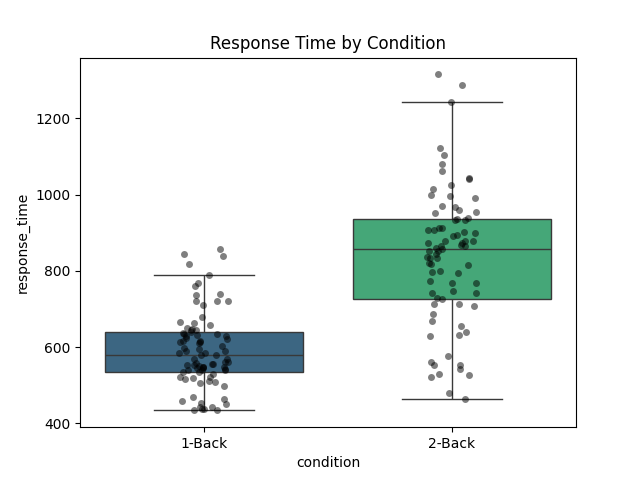 Response Time by Condition
response_time
1200
1000
800
600
400
1-Back
2-Back
condition